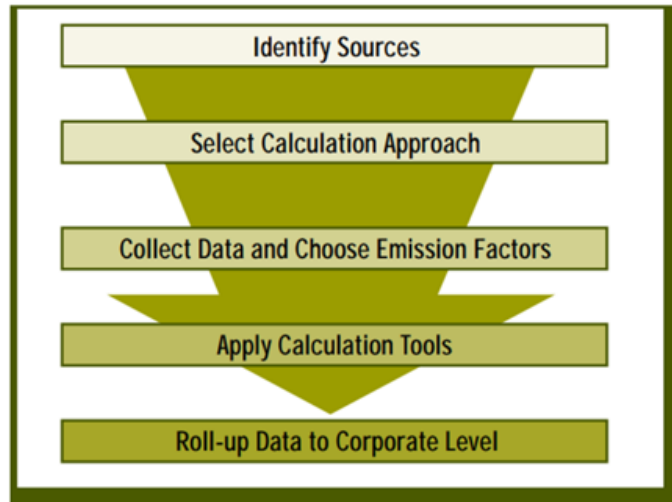 Identify Sources
Select Calculation Approach
Collect Data and Choose Emission Factors
Apply Calculation Tools
Roll-up Data to Corporate Level